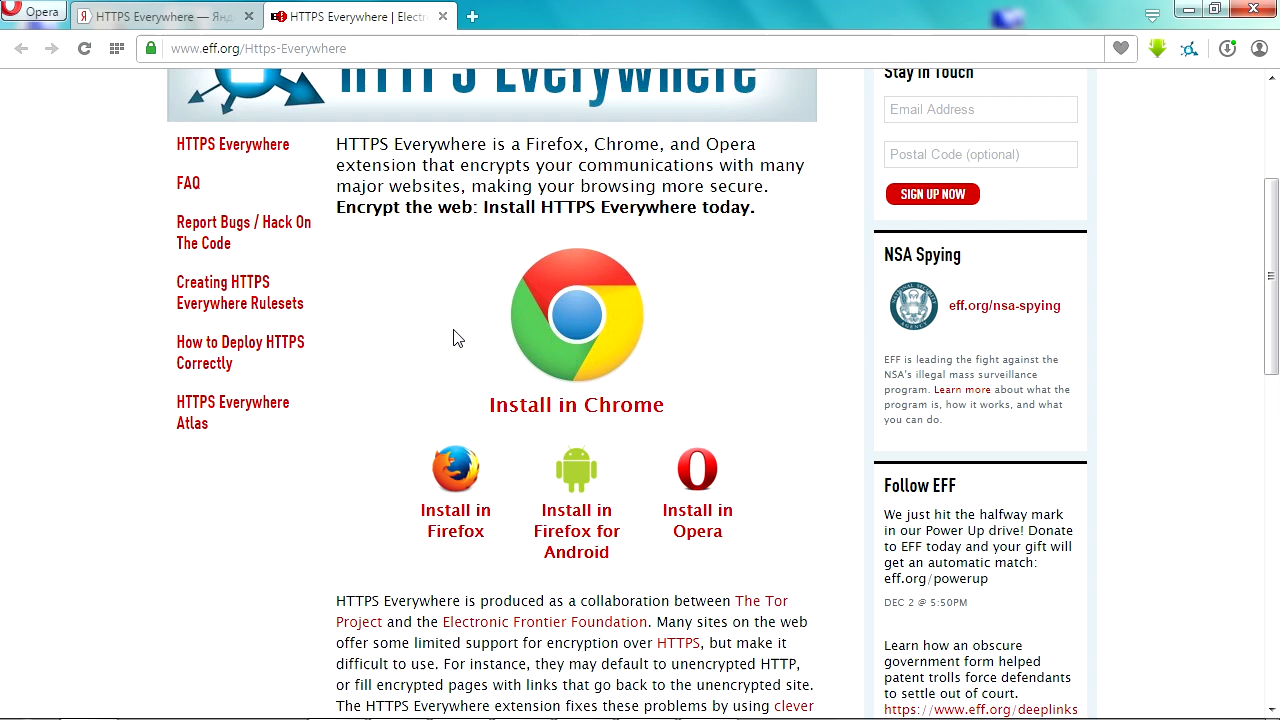 Opera
HTTPS Everywhere — Янд
HTTPS Everywhere | Electr
www.eff.org/Https-Everywhere
HTTPS Everywhere
Stay in Touch
Email Address
Postal Code (optional)
SIGN UP NOW
HTTPS Everywhere
FAQ
Report Bugs / Hack On
The Code
Creating HTTPS
Everywhere Rulesets
How to Deploy HTTPS
Correctly
HTTPS Everywhere
Atlas
HTTPS Everywhere is a Firefox, Chrome, and Opera
extension that encrypts your communications with many
major websites, making your browsing more secure.
Encrypt the web: Install HTTPS Everywhere today.
Install in Chrome
Install in
Firefox
Install in
Firefox for
Android
Install in
Opera
HTTPS Everywhere is produced as a collaboration between The Tor
Project and the Electronic Frontier Foundation. Many sites on the web
offer some limited support for encryption over HTTPS, but make it
difficult to use. For instance, they may default to unencrypted HTTP,
or fill encrypted pages with links that go back to the unencrypted site.
The HTTPS Everywhere extension fixes these problems by using clever
NSA Spying
eff.org/nsa-spying
EFF is leading the fight against the
NSA's illegal mass surveillance
program. Learn more about what the
program is, how it works, and what
you can do.
Follow EFF
We just hit the halfway mark
in our Power Up drive! Donate
to EFF today and your gift will
get an automatic match:
eff.org/powerup
DEC 2 @ 5:50PM
Learn how an obscure
government form helped
patent trolls force defendants
to settle out of court.
https://www.eff.org/deeplinks